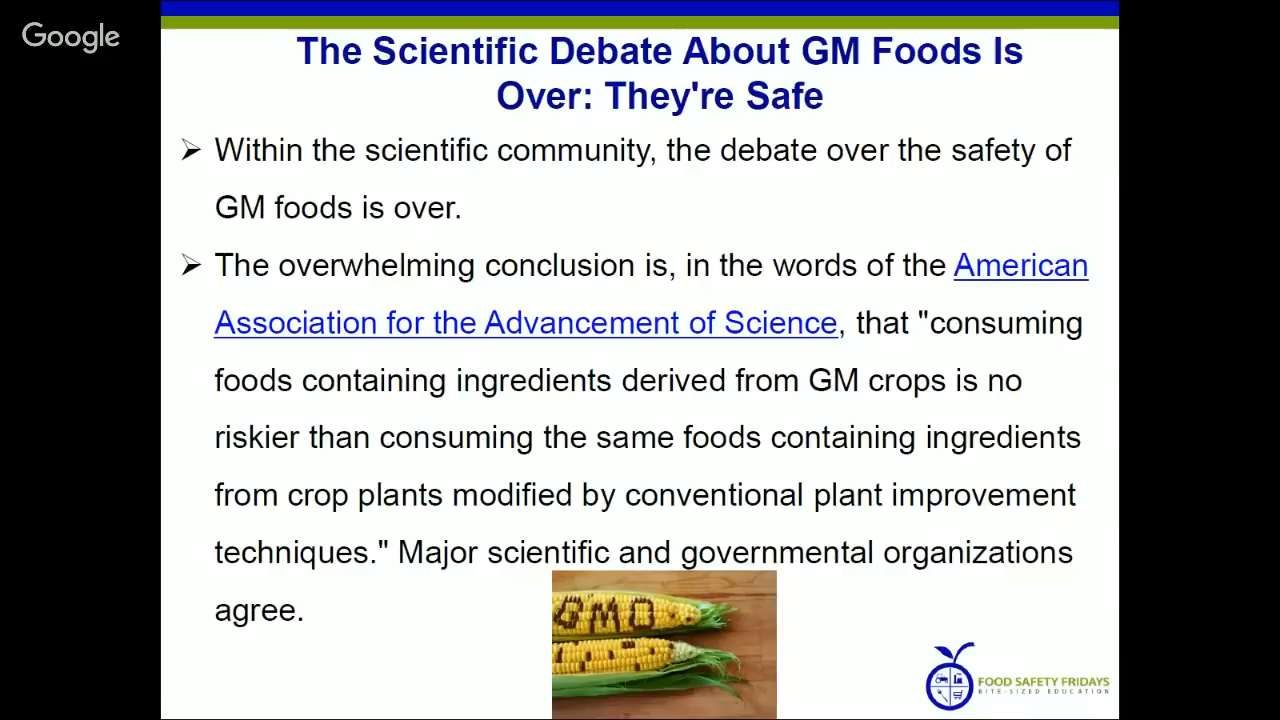 Google
The Scientific Debate About GM Foods Is
Over: They're Safe
➢ Within the scientific community, the debate over the safety of
GM foods is over.
➢ The overwhelming conclusion is, in the words of the American
Association for the Advancement of Science, that "consuming
foods containing ingredients derived from GM crops is no
riskier than consuming the same foods containing ingredients
from crop plants modified by conventional plant improvement
techniques." Major scientific and governmental organizations
agree.
GMO
FOOD SAFETY FRIDAYS
BITE-SIZED EDUCATION